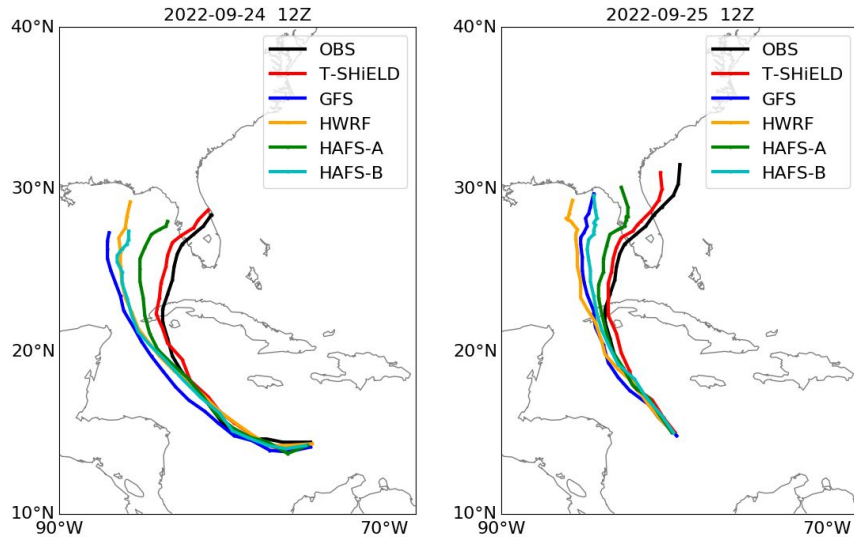 2022-09-24 12Z
40°N
30°N
20°N
10°N
90°W
70°W
OBS
T-SHiELD
GFS
HWRF
HAFS-A
HAFS-B
2022-09-25 12Z
40°N
30°N
20°N
10°N
90°W
70°W
OBS
T-SHiELD
GFS
HWRF
HAFS-A
HAFS-B